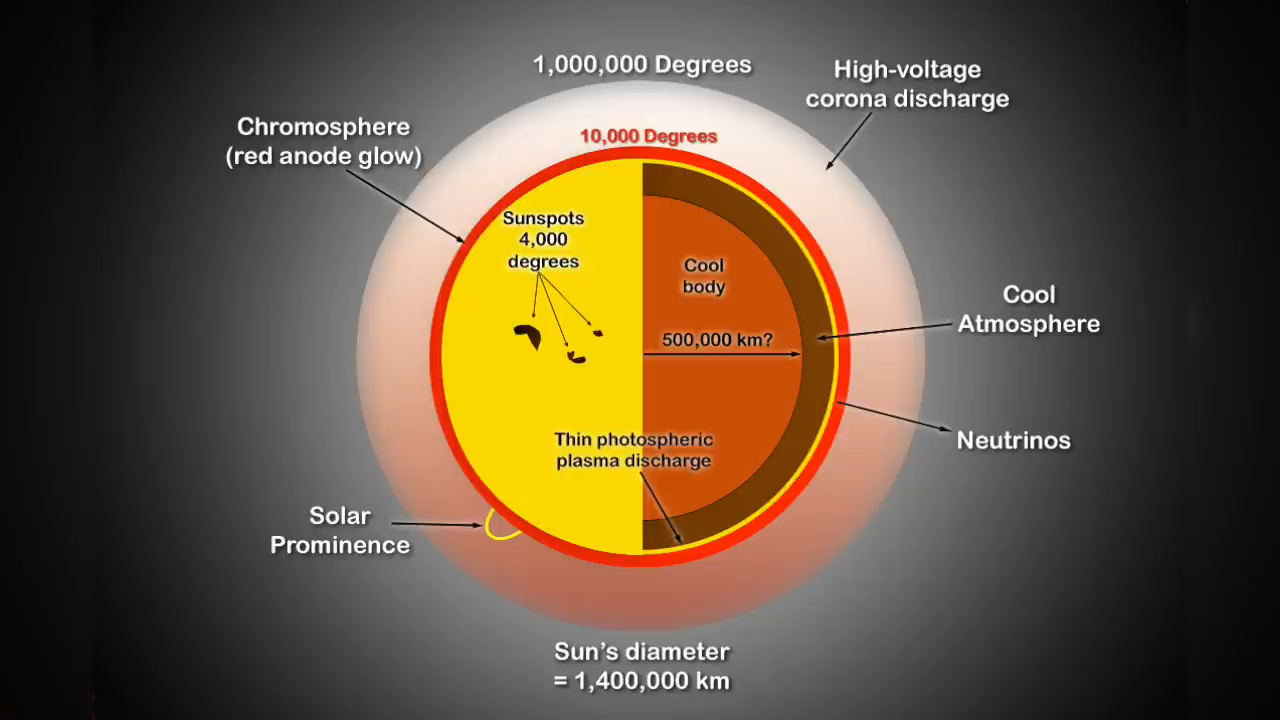 1,000,000 Degrees
High-voltage
corona discharge
Chromosphere
(red anode glow)
10,000 Degrees
Sunspots
4,000
degrees
Cool
body
500,000 km?
Cool
Atmosphere
Thin photospheric
plasma discharge
Neutrinos
Solar
Prominence
Sun’s diameter
= 1,400,000 km